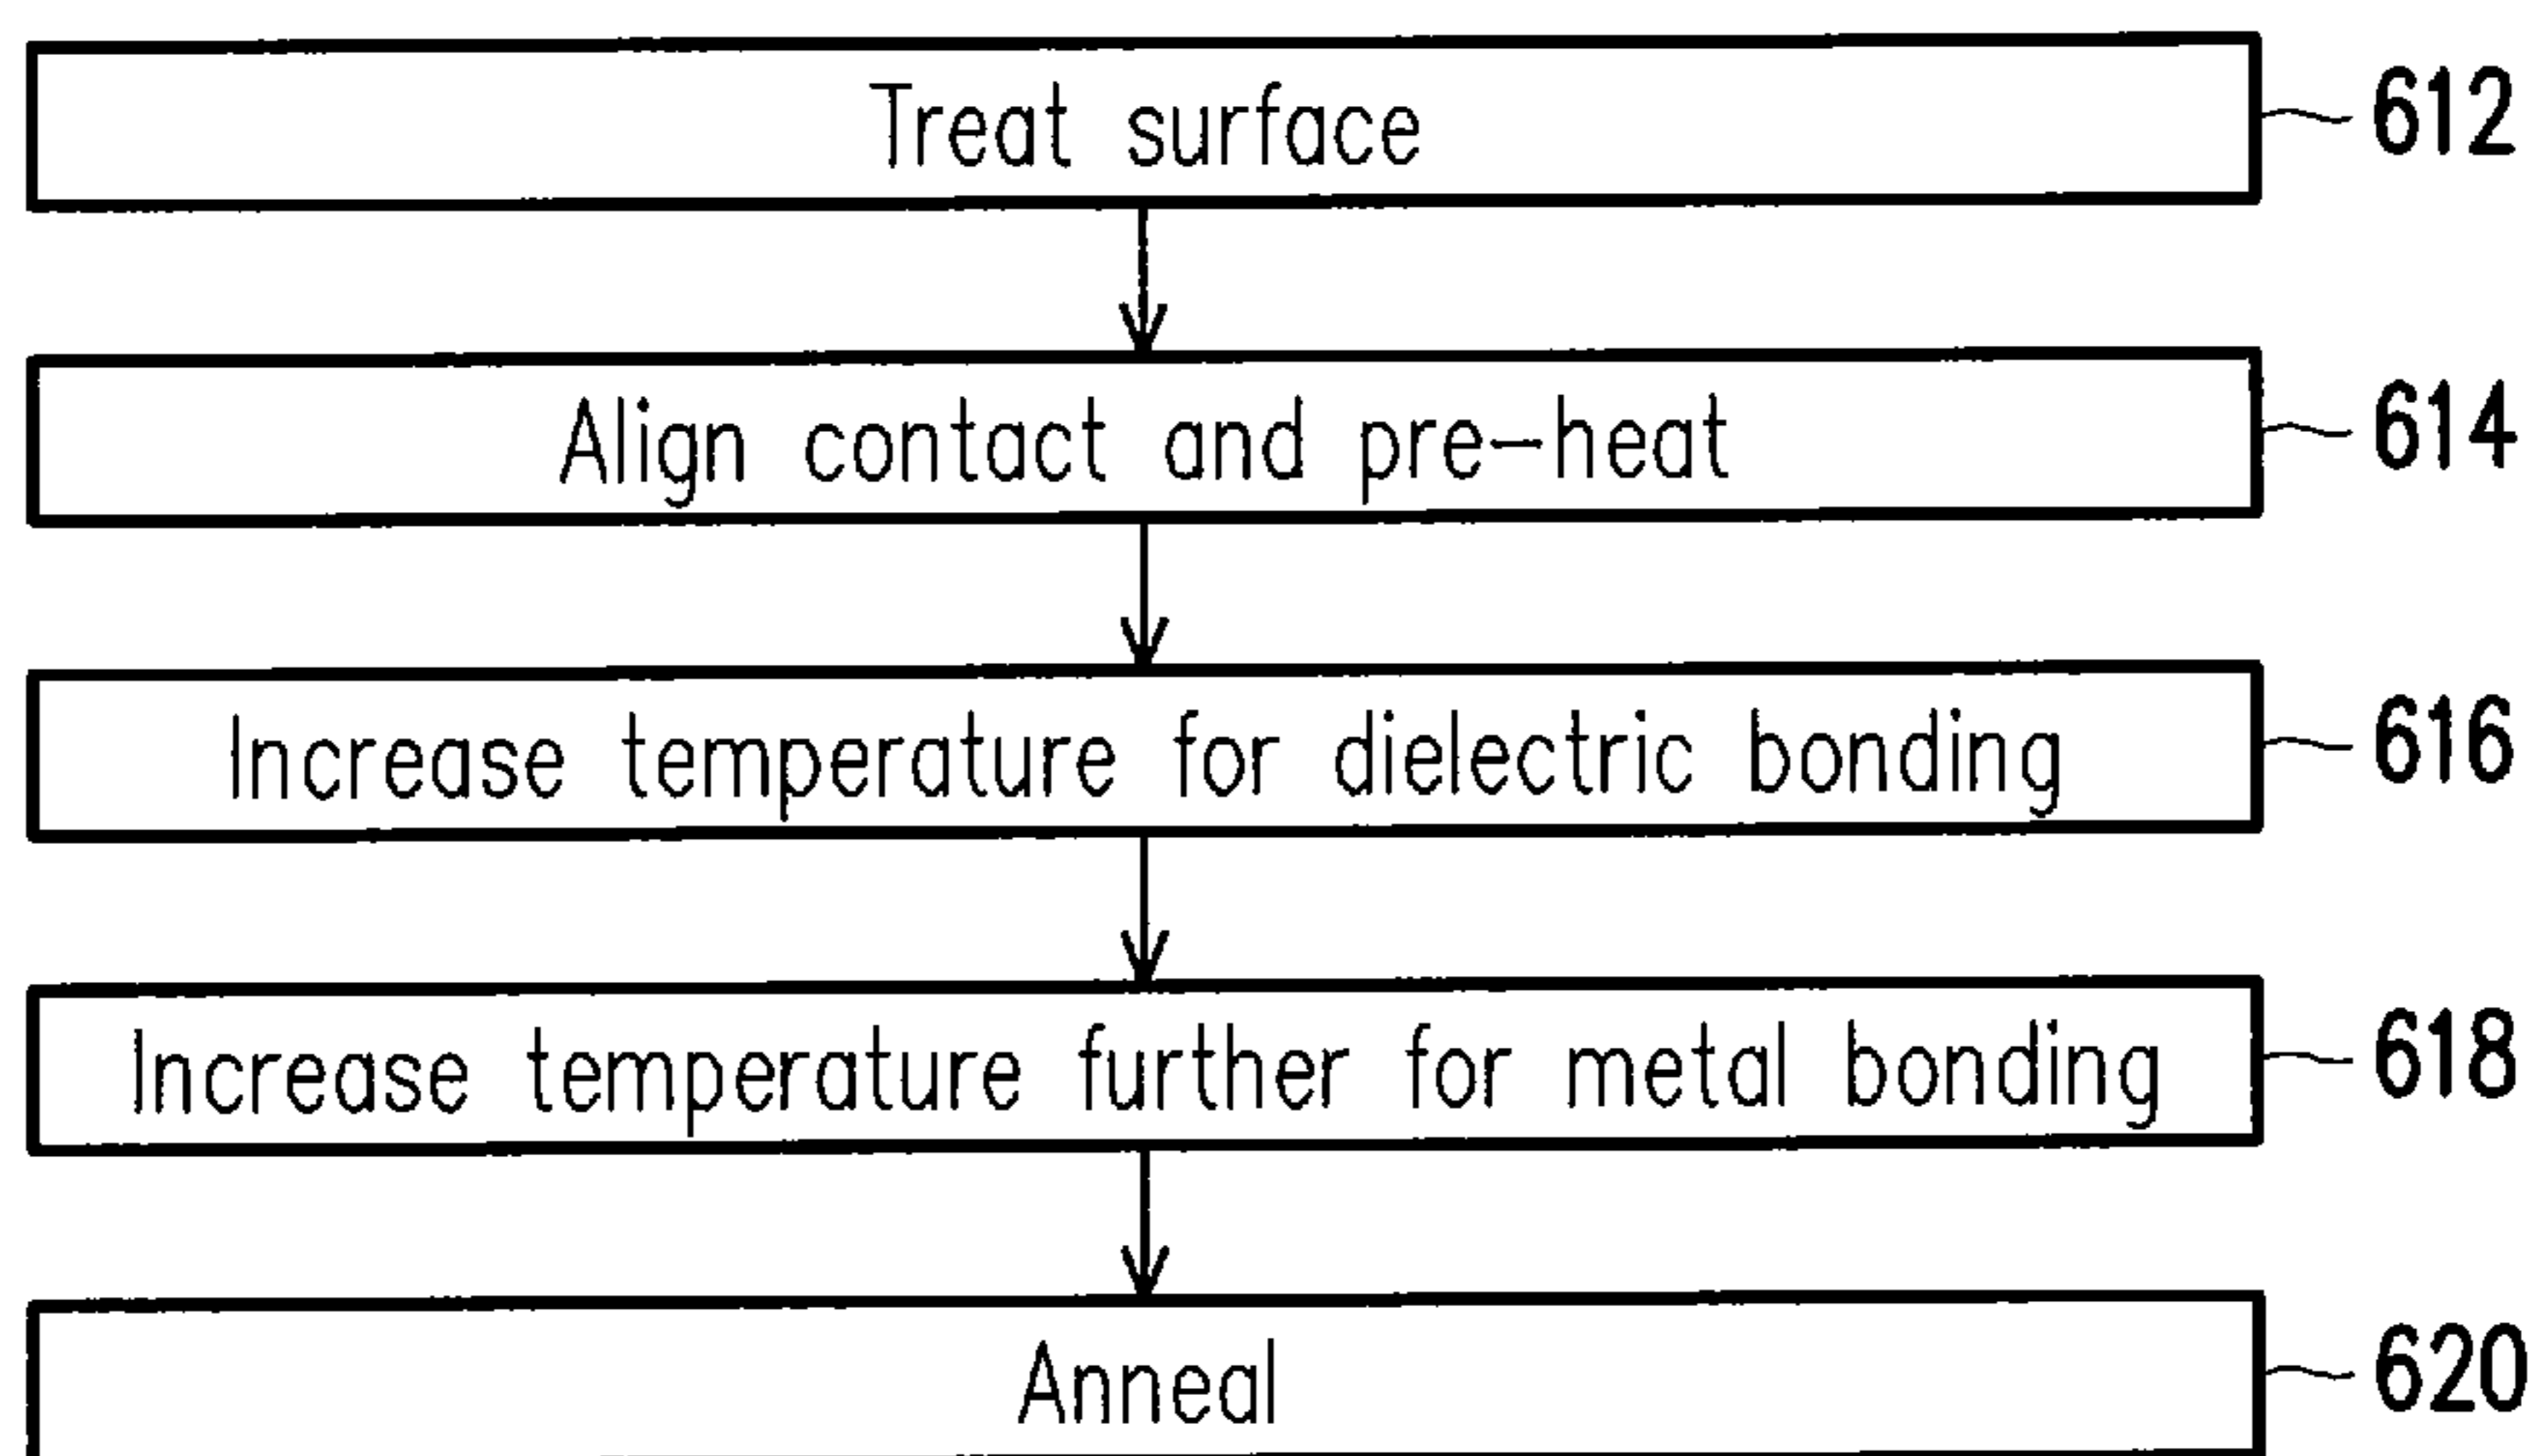 Treat surface 612
Align contact and pre-heat 614
Increase temperature for dielectric bonding 616
Increase temperature further for metal bonding 618
Anneal 620